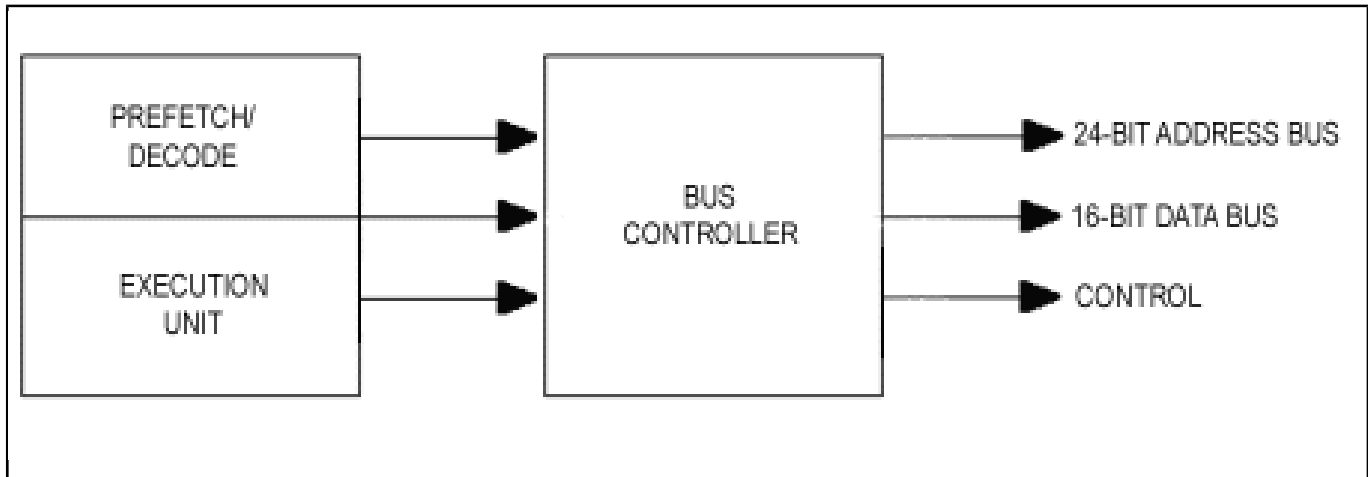 PREFETCH/
DECODE
EXECUTION
UNIT
BUS
CONTROLLER
24-BIT ADDRESS BUS
16-BIT DATA BUS
CONTROL